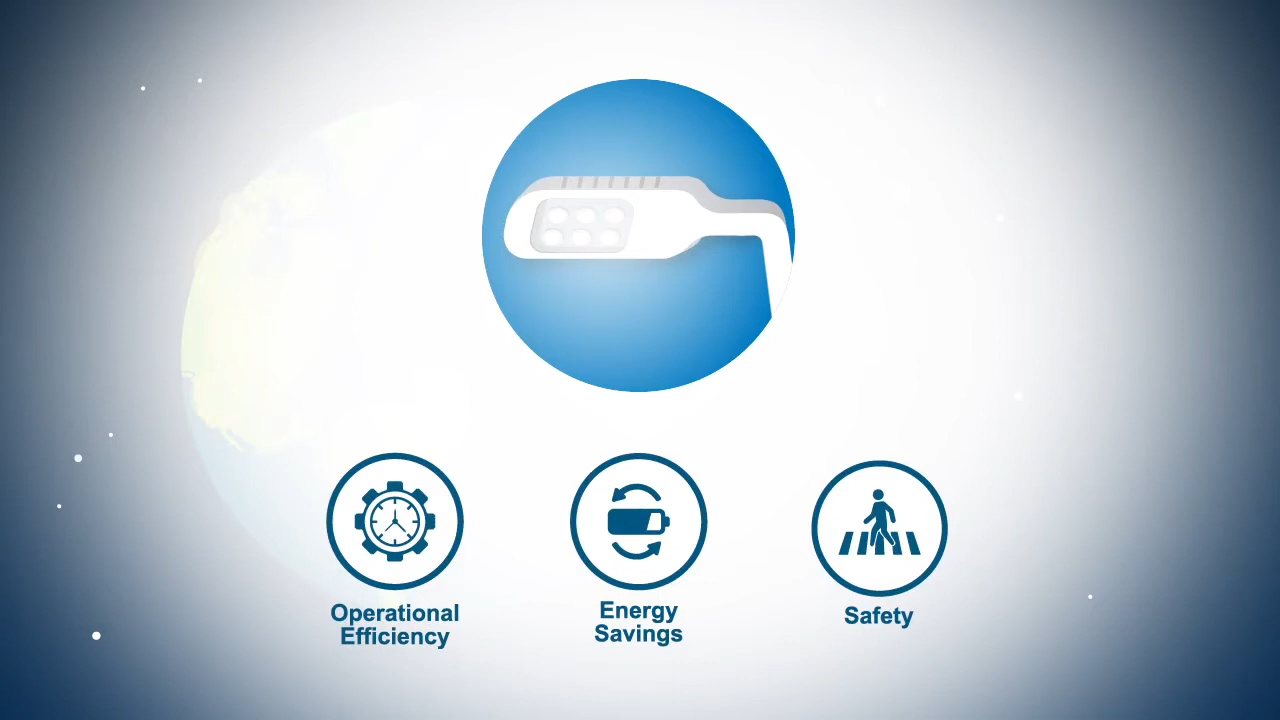 Operational
Efficiency
Energy
Savings
Safety